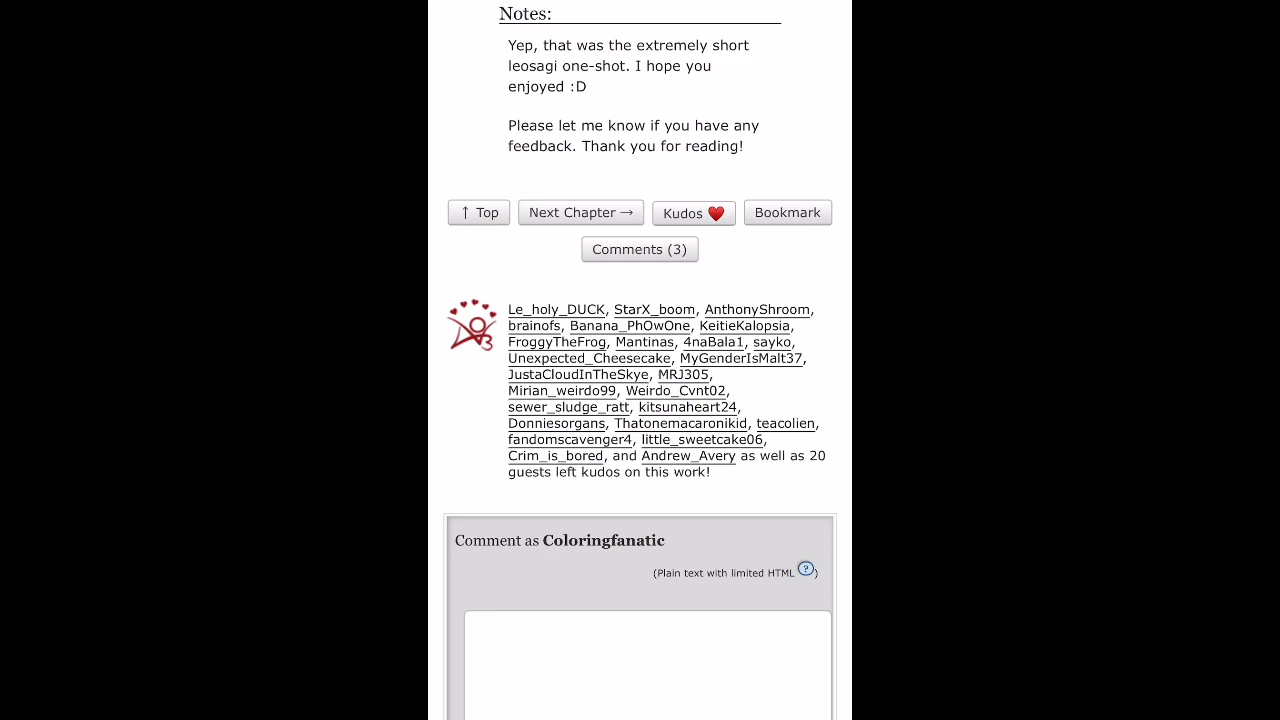 Notes:
Yep, that was the extremely short
leosagi one-shot. I hope you
enjoyed :D
Please let me know if you have any
feedback. Thank you for reading!
↑ Top Next Chapter → Kudos ❤️ Bookmark
Comments (3)
Le_holy_DUCK, StarX_boom, AnthonyShroom,
brainofs, Banana_PhOwOne, KeitieKalopsia,
FroggyTheFrog, Mantinas, 4naBala1, sayko,
Unexpected_Cheesecake, MyGenderIsMalt37,
JustaCloudInTheSkye, MRJ305,
Mirian_weirdo99, Weirdo_Cvnt02,
sewer_sludge_ratt, kitsunaheart24,
Donniesorgans, Thatonemacaronikid, teacolien,
fandomscavenger4, little_sweetcake06,
Crim_is_bored, and Andrew_Avery as well as 20
guests left kudos on this work!
Comment as Coloringfanatic
(Plain text with limited HTML ?)